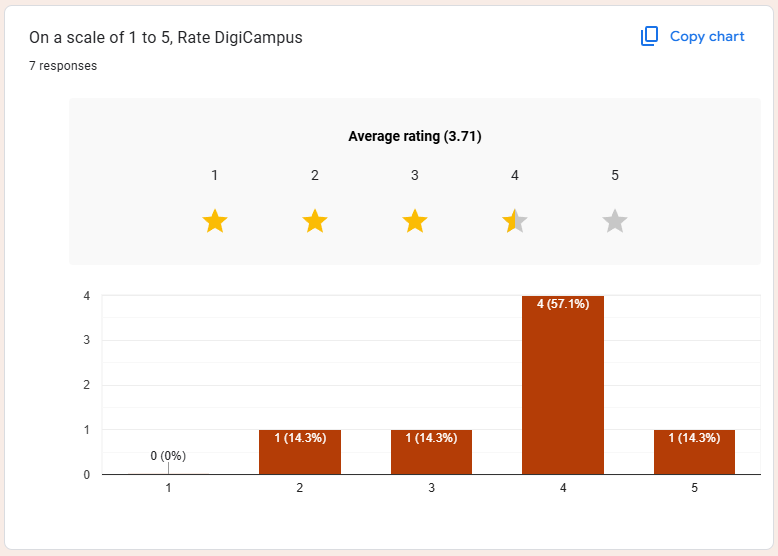 On a scale of 1 to 5, Rate DigiCampus
Copy chart
7 responses
Average rating (3.71)
1 2 3 4 5
4
3
2
1
0
0 (0%)
1 (14.3%)
1 (14.3%)
4 (57.1%)
1 (14.3%)
1 2 3 4 5